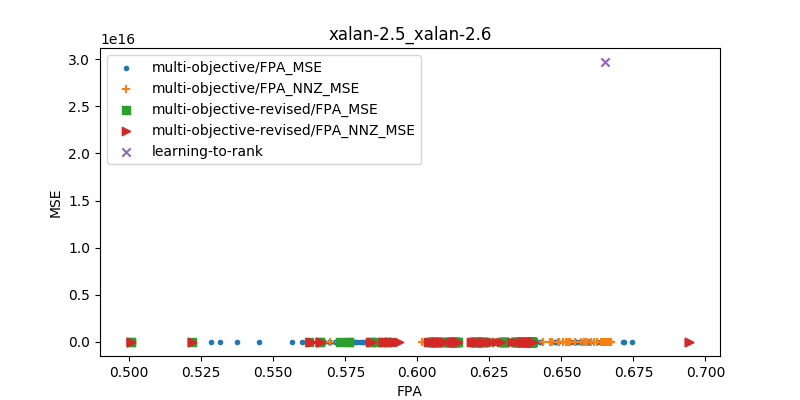 xalan-2.5_xalan-2.6
1e16
multi-objective/FPA_MSE
multi-objective/FPA_NNZ_MSE
multi-objective-revised/FPA_MSE
multi-objective-revised/FPA_NNZ_MSE
learning-to-rank
3.0
2.5
2.0
1.5
1.0
0.5
0.0
MSE
0.500 0.525 0.550 0.575 0.600 0.625 0.650 0.675 0.700
FPA